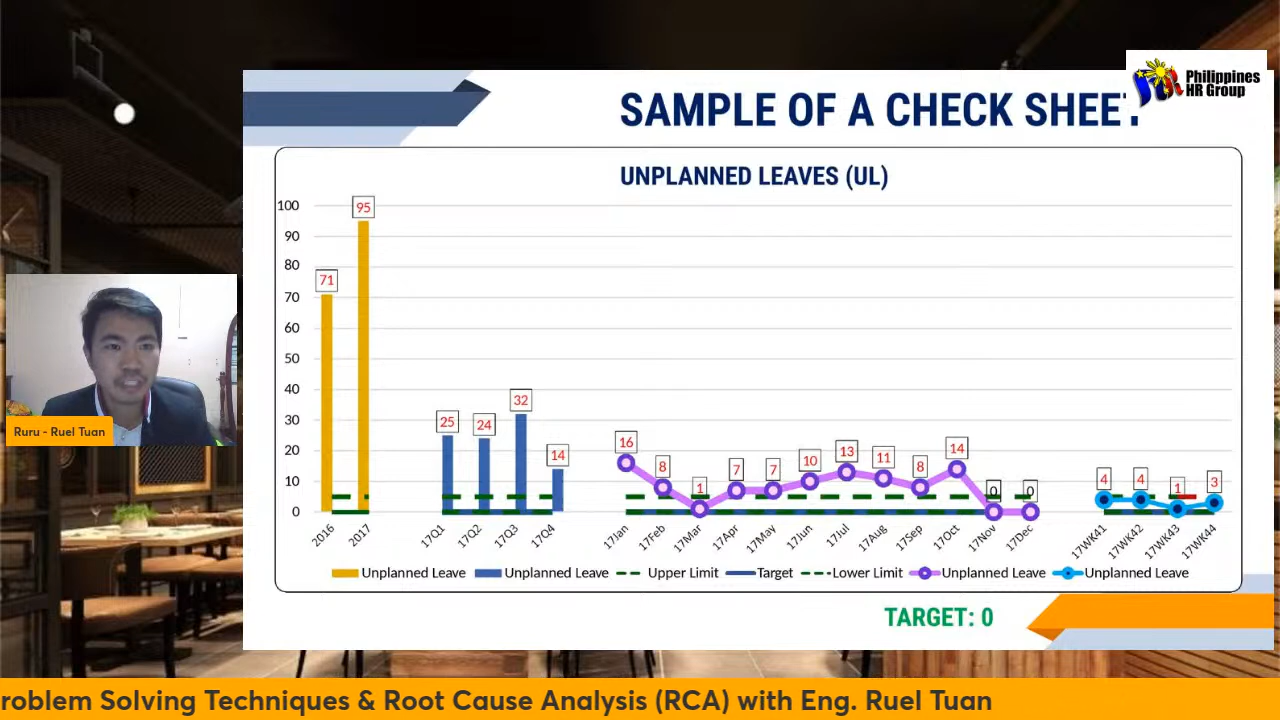 Philippines
HR Group
SAMPLE OF A CHECK SHEET
UNPLANNED LEAVES (UL)
100
90
80
70
60
50
40
30
20
10
0
71
95
25
24
32
14
16
8
1
7
7
10
13
11
8
14
0
0
4
4
1
3
2016
2017
17Q1
17Q2
17Q3
17Q4
17Jan
17Feb
17Mar
17Apr
17May
17Jun
17Jul
17Aug
17Sep
17Oct
17Nov
17Dec
17WK41
17WK42
17WK43
17WK44
Unplanned Leave Unplanned Leave Upper Limit Target Lower Limit Unplanned Leave Unplanned Leave
TARGET: 0
Ruru - Ruel Tuan
roblem Solving Techniques & Root Cause Analysis (RCA) with Eng. Ruel Tuan